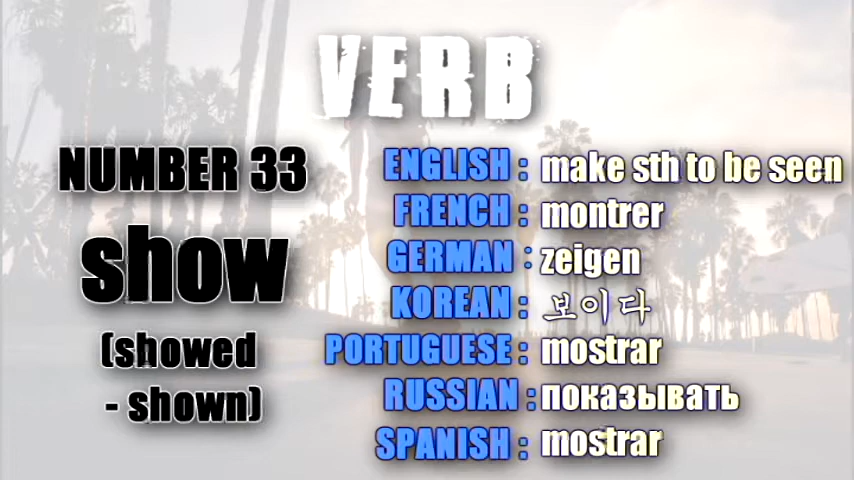 VERB
NUMBER 33
show
(showed
- shown)
ENGLISH : make sth to be seen
FRENCH : montrer
GERMAN : zeigen
KOREAN : 보이다
PORTUGUESE : mostrar
RUSSIAN : показывать
SPANISH : mostrar